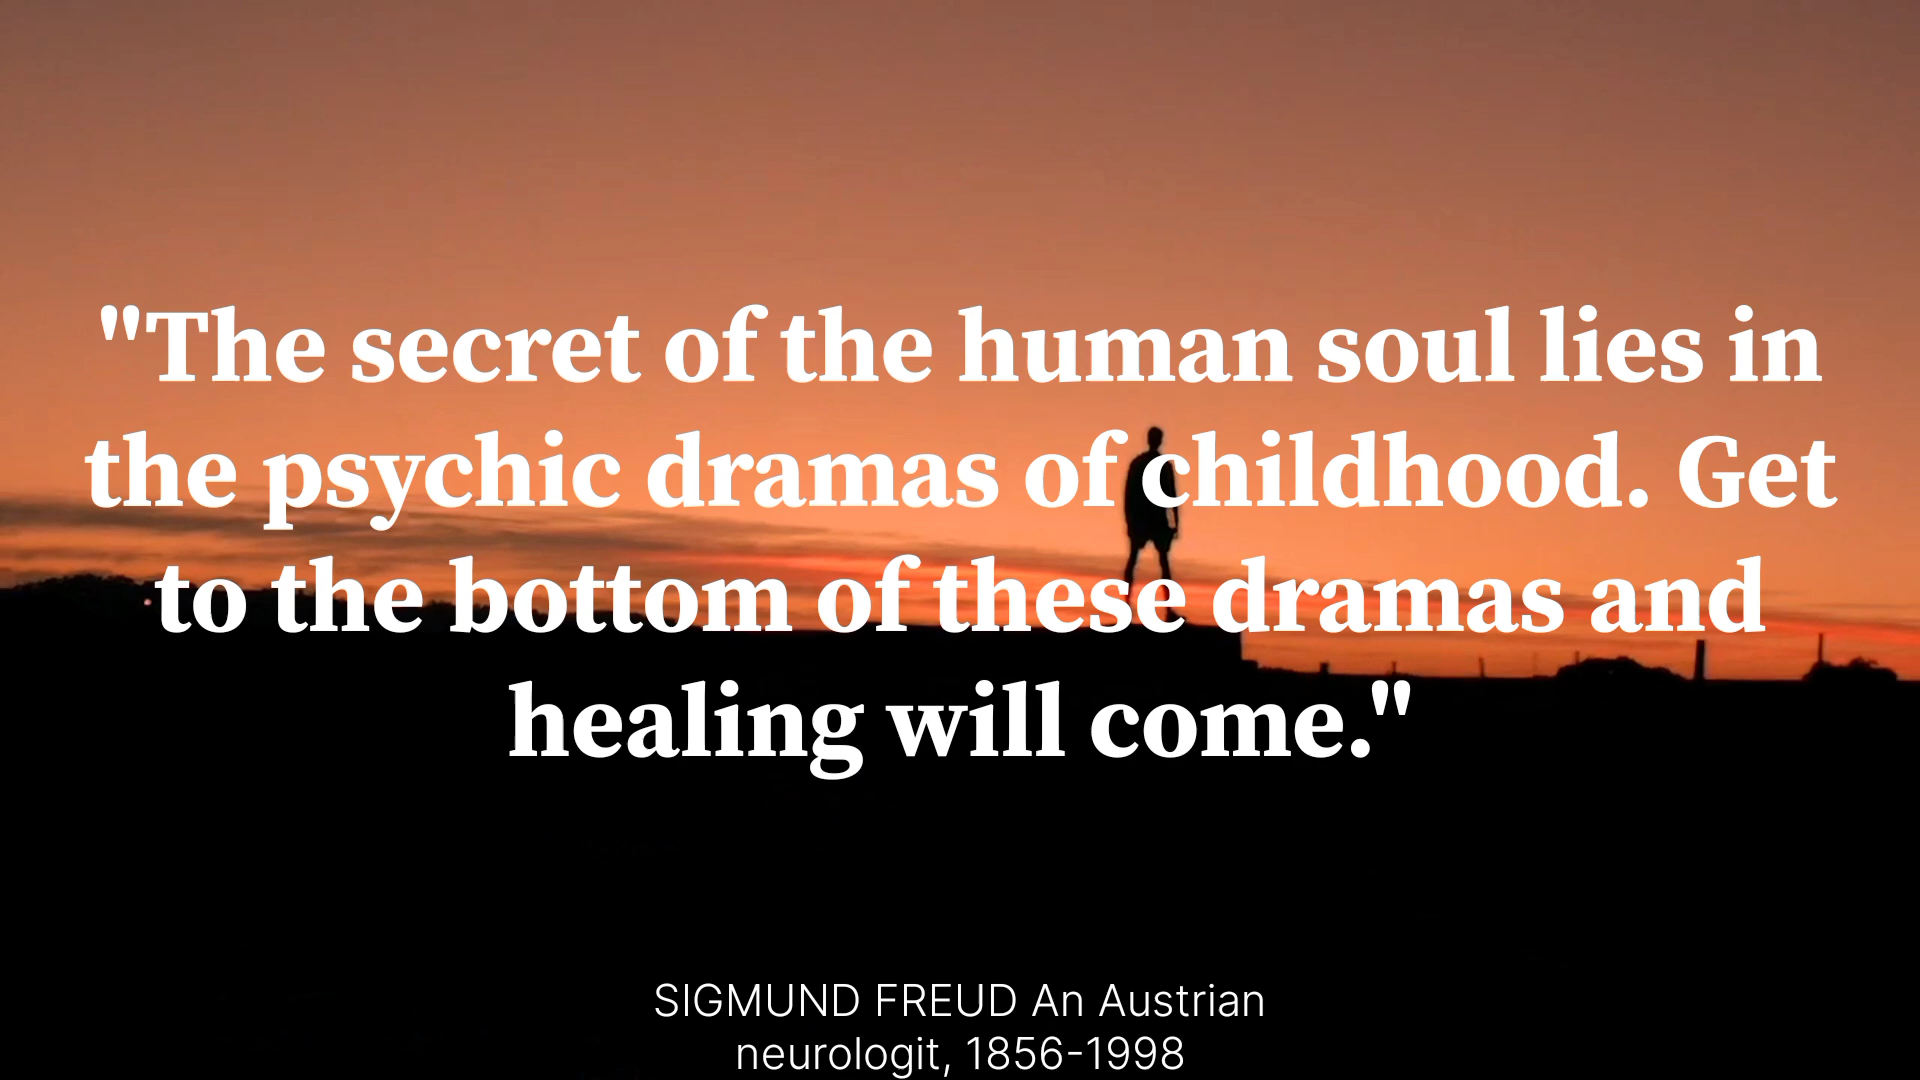 "The secret of the human soul lies in
the psychic dramas of childhood. Get
to the bottom of these dramas and
healing will come."
SIGMUND FREUD An Austrian
neurologit, 1856-1998